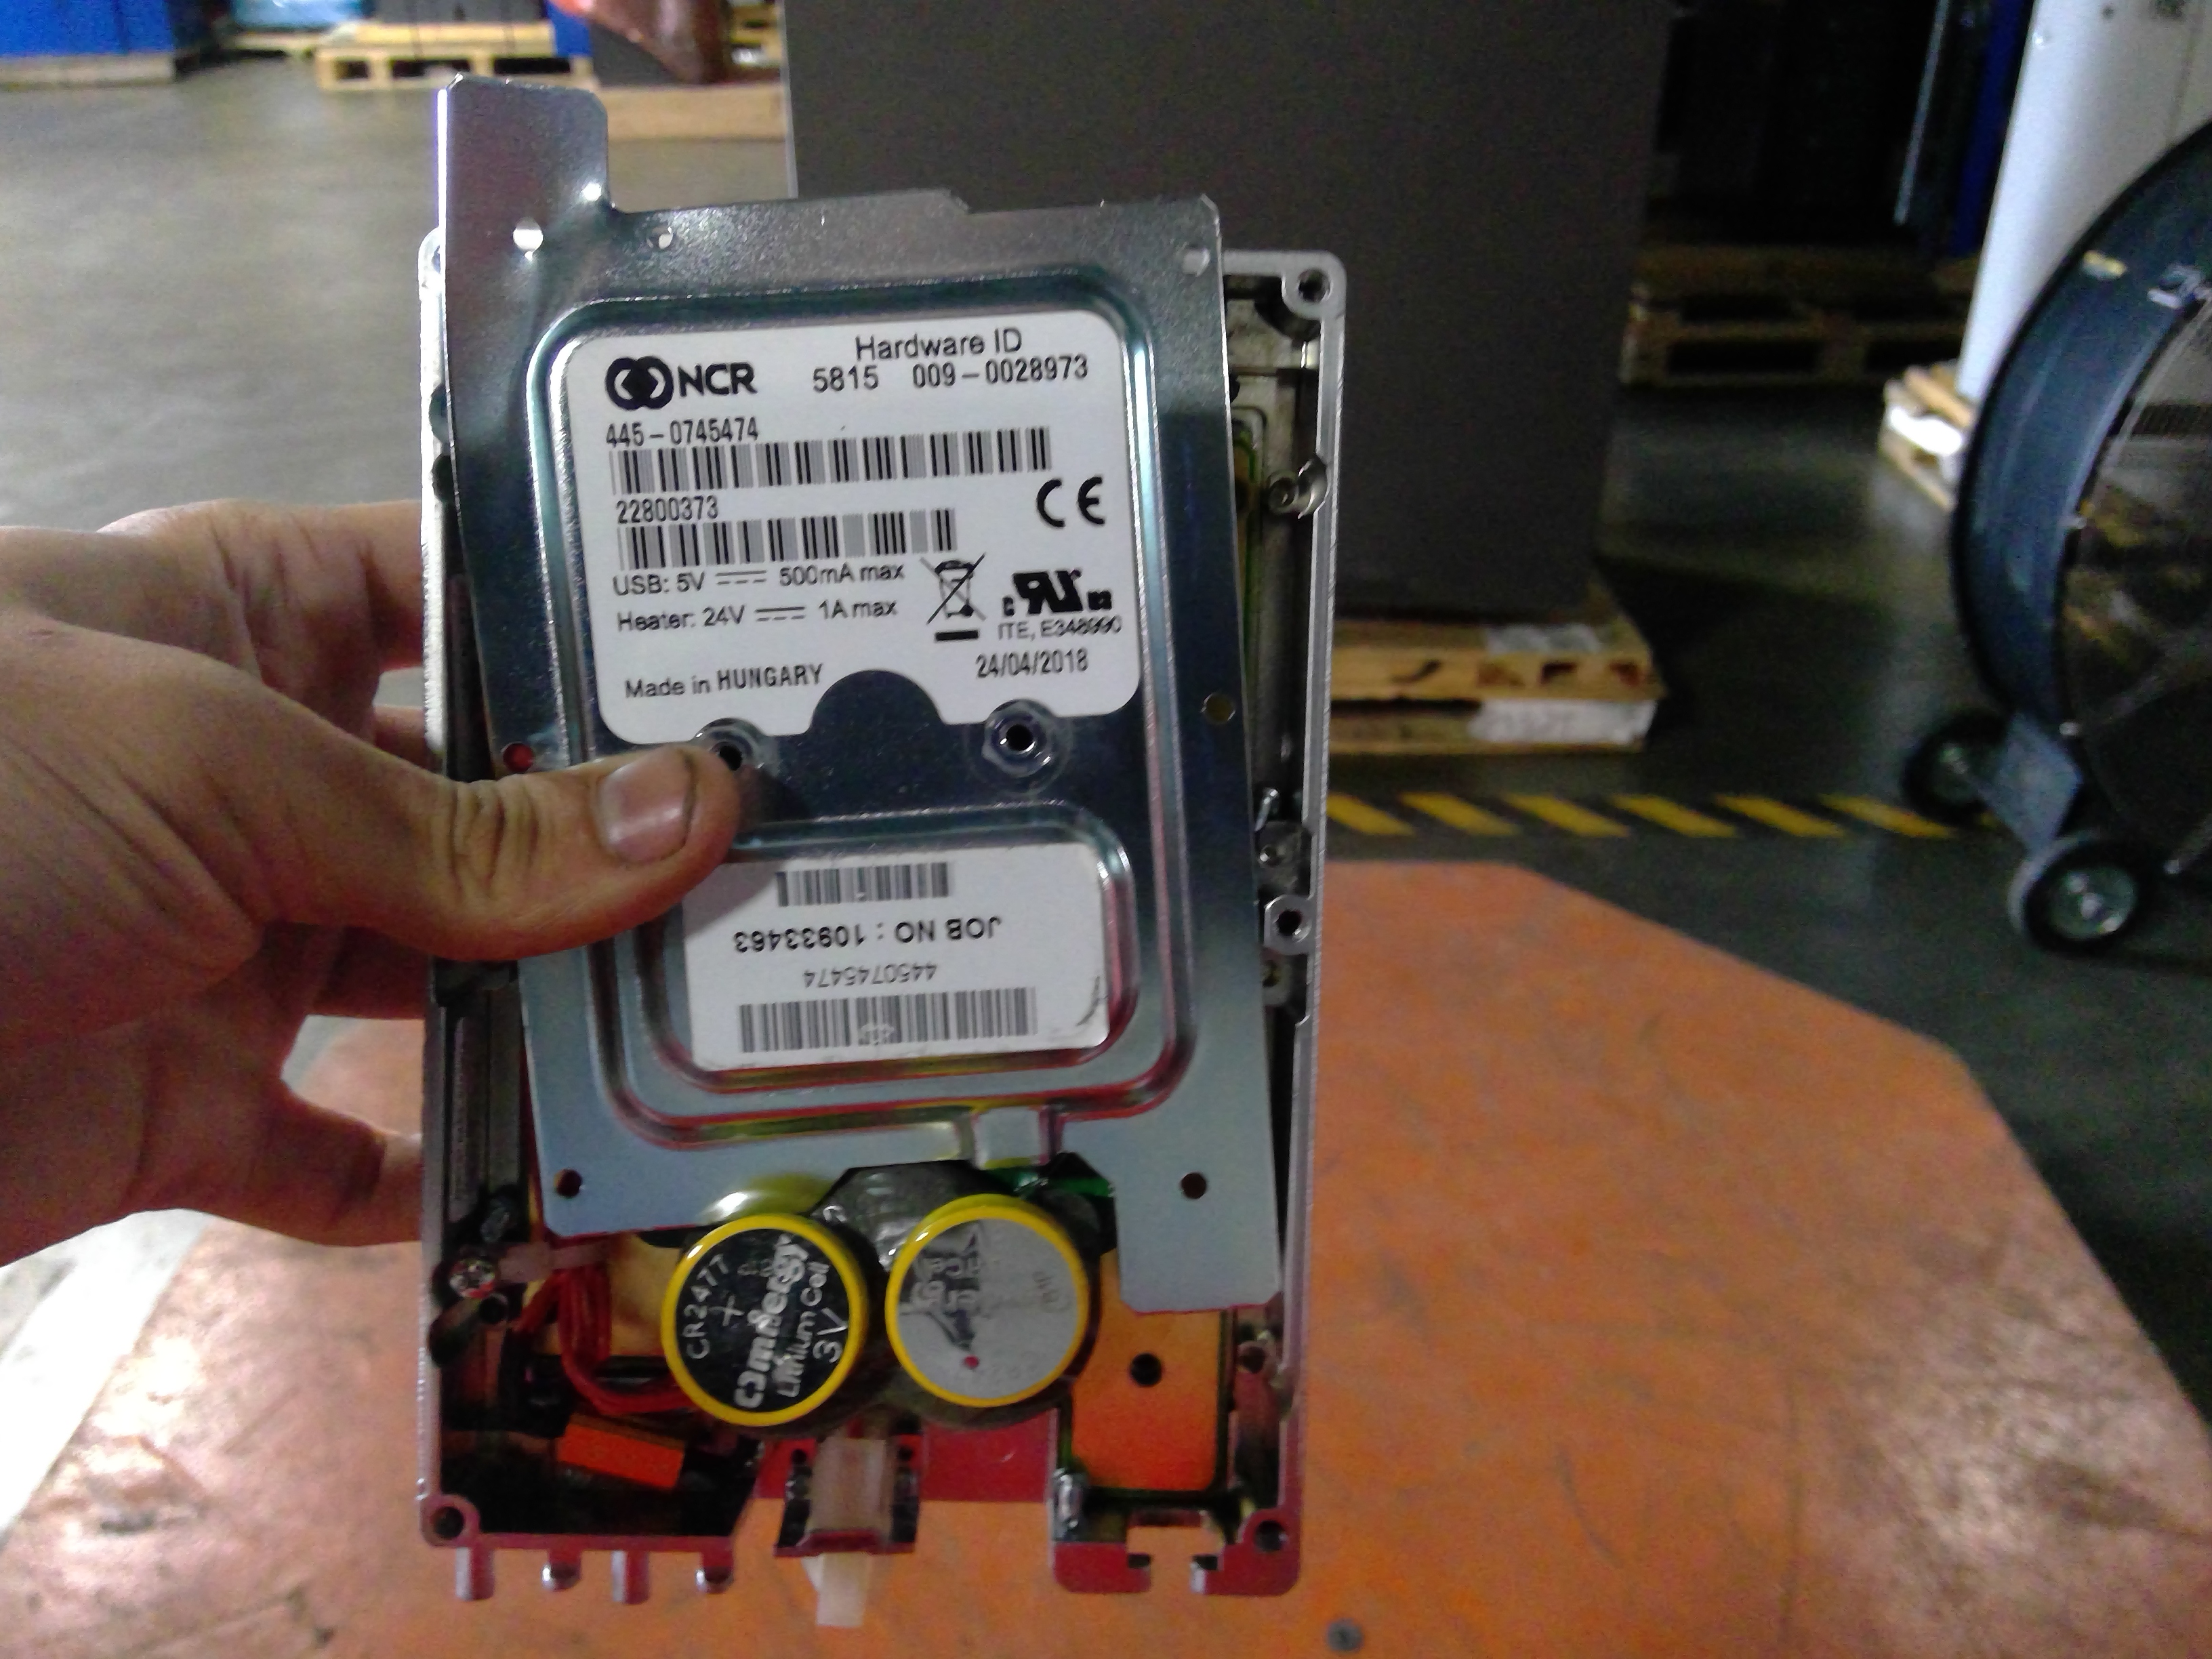 NCR
Hardware ID
5815 009-0028973
445-0745474
22800373
CE
USB: 5V 500mA max
Heater: 24V 1A max
ITE, E348990
Made in HUNGARY
24/04/2018
JOB NO : 10933463
4450745474
CR2477
+
Omnergy
Lithium Cell
3V